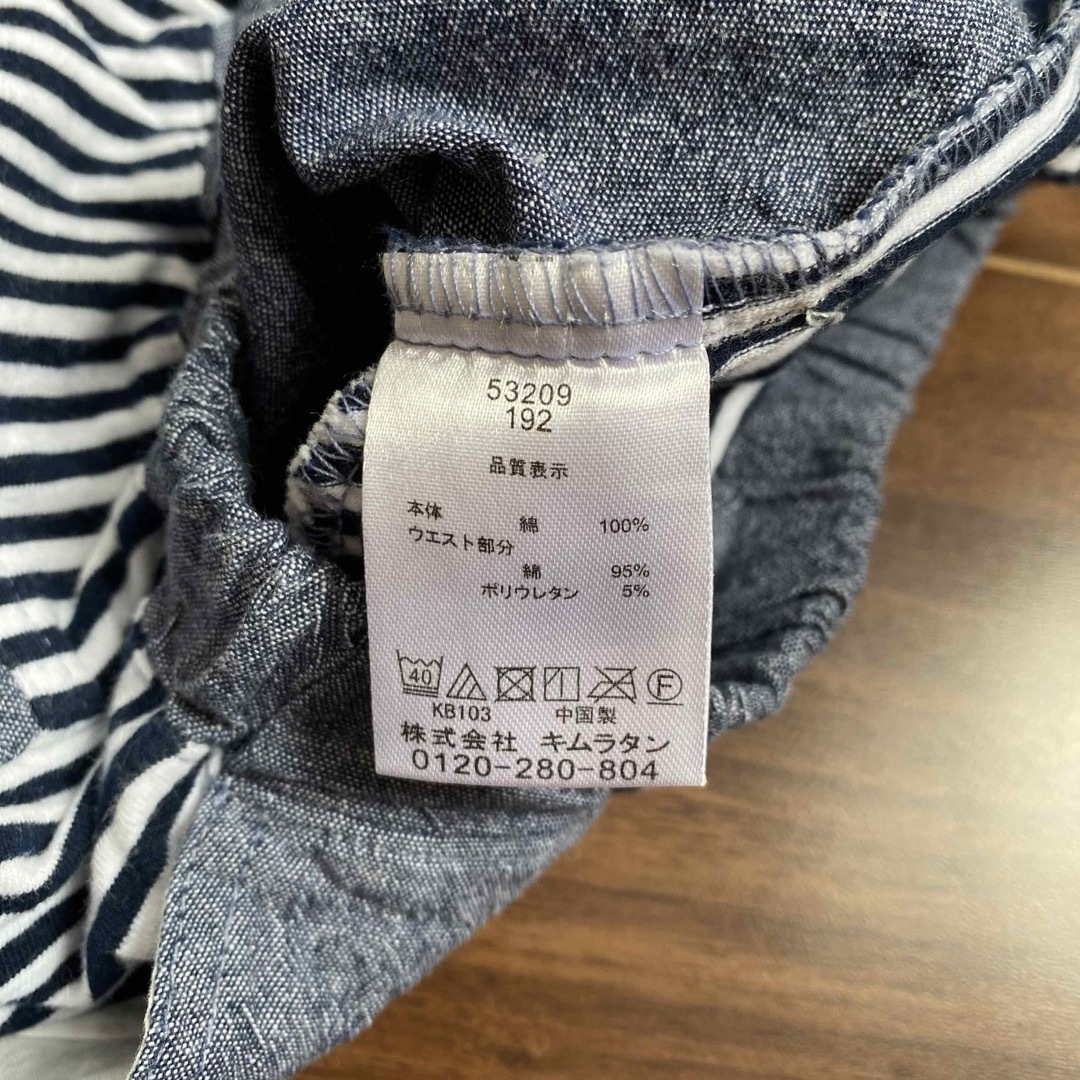 53209
192
品質表示
本体 綿 100%
ウエスト部分
綿 95%
ポリウレタン 5%
40 F
KB103 中国製
株式会社 キムラタン
0120-280-804